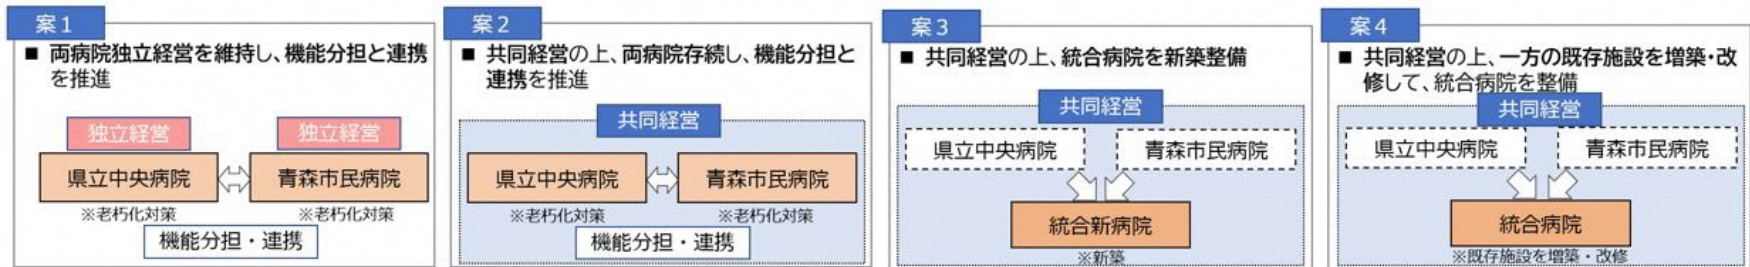 案1
■ 両病院独立経営を維持し、機能分担と連携
を推進
独立経営
独立経営
県立中央病院
青森市民病院
※老朽化対策
※老朽化対策
機能分担・連携
案2
■ 共同経営の上、両病院存続し、機能分担と
連携を推進
共同経営
県立中央病院
青森市民病院
※老朽化対策
※老朽化対策
機能分担・連携
案3
■ 共同経営の上、統合病院を新築整備
共同経営
県立中央病院
青森市民病院
統合新病院
※新築
案4
■ 共同経営の上、一方の既存施設を増築・改
修して、統合病院を整備
共同経営
県立中央病院
青森市民病院
統合病院
※既存施設を増築・改修